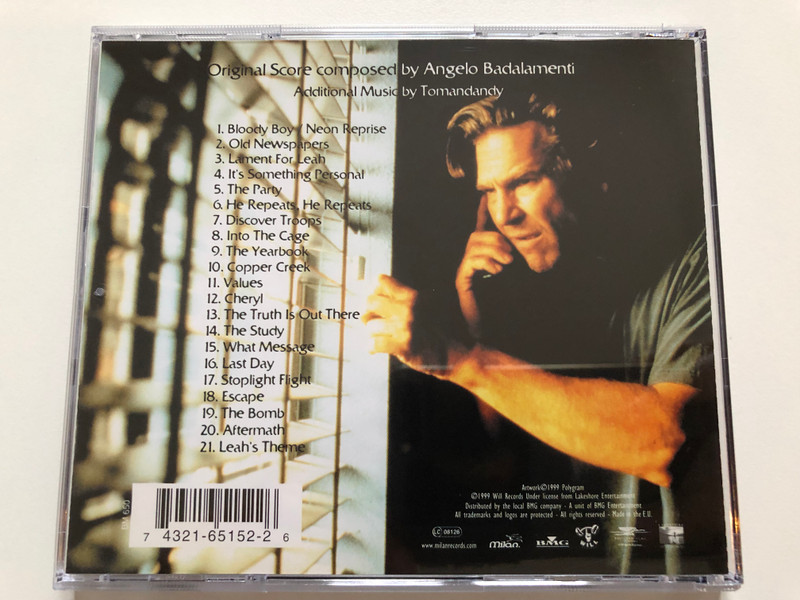 Original Score composed by Angelo Badalamenti
Additional Music by Tomandandy
1. Bloody Boy / Neon Reprise
2. Old Newspapers
3. Lament For Leah
4. It's Something Personal
5. The Party
6. He Repeats, He Repeats
7. Discover Troops
8. Into The Cage
9. The Yearbook
10. Copper Creek
11. Values
12. Cheryl
13. The Truth Is Out There
14. The Study
15. What Message
16. Last Day
17. Stoplight Flight
18. Escape
19. The Bomb
20. Aftermath
21. Leah's Theme
Artwork©1999 Polygram
©1999 Will Records Under license from Lakeshore Entertainment
Distributed by the local BMG company - A unit of BMG Entertainment
All trademarks and logos are protected - All rights reserved - Made in the E.U.
LC 08126
www.milanrecords.com
milan
BMG
BM 650
7 4321-65152-2 6